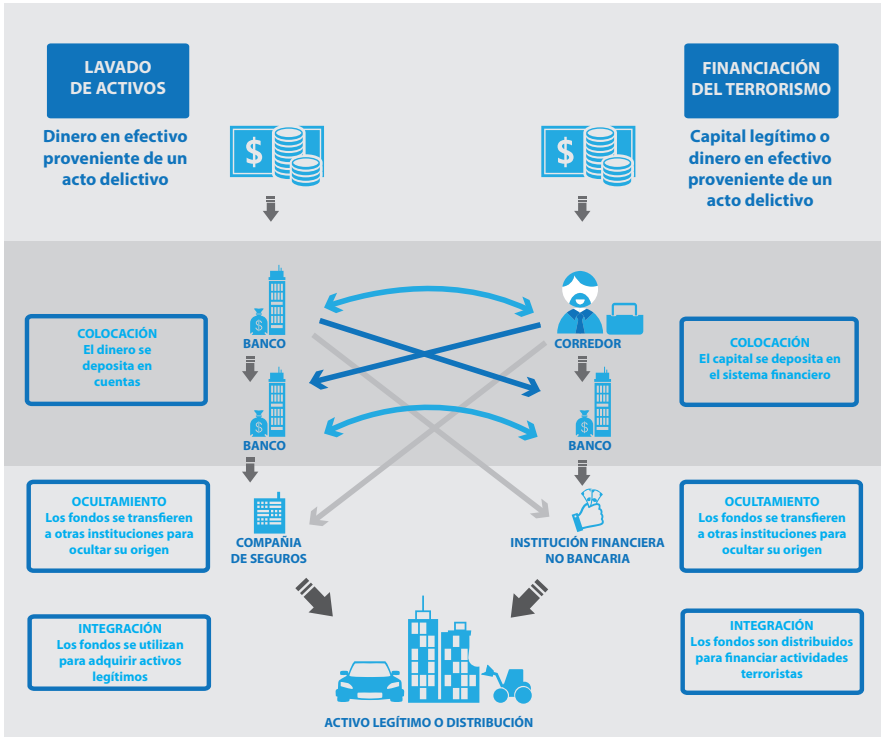 LAVADO
DE ACTIVOS
Dinero en efectivo
proveniente de un
acto delictivo
$
$
FINANCIACIÓN
DEL TERRORISMO
Capital legítimo o
dinero en efectivo
proveniente de un
acto delictivo
COLOCACIÓN
El dinero se
deposita en
cuentas
$
BANCO
CORREDOR
$
BANCO
$
BANCO
COLOCACIÓN
El capital se deposita en
el sistema financiero
OCULTAMIENTO
Los fondos se transfieren
a otras instituciones para
ocultar su origen
COMPAÑIA
DE SEGUROS
INSTITUCIÓN FINANCIERA
NO BANCARIA
OCULTAMIENTO
Los fondos se transfieren
a otras instituciones para
ocultar su origen
INTEGRACIÓN
Los fondos se utilizan
para adquirir activos
legítimos
ACTIVO LEGÍTIMO O DISTRIBUCIÓN
INTEGRACIÓN
Los fondos son distribuidos
para financiar actividades
terroristas